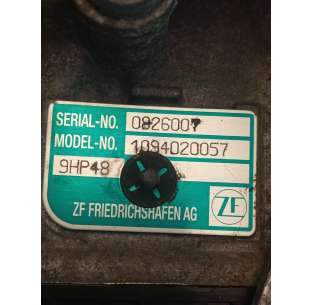 SERIAL-NO. 0826007
MODEL-NO. 1094020057
9HP48
ZF FRIEDRICHSHAFEN AG
ZF